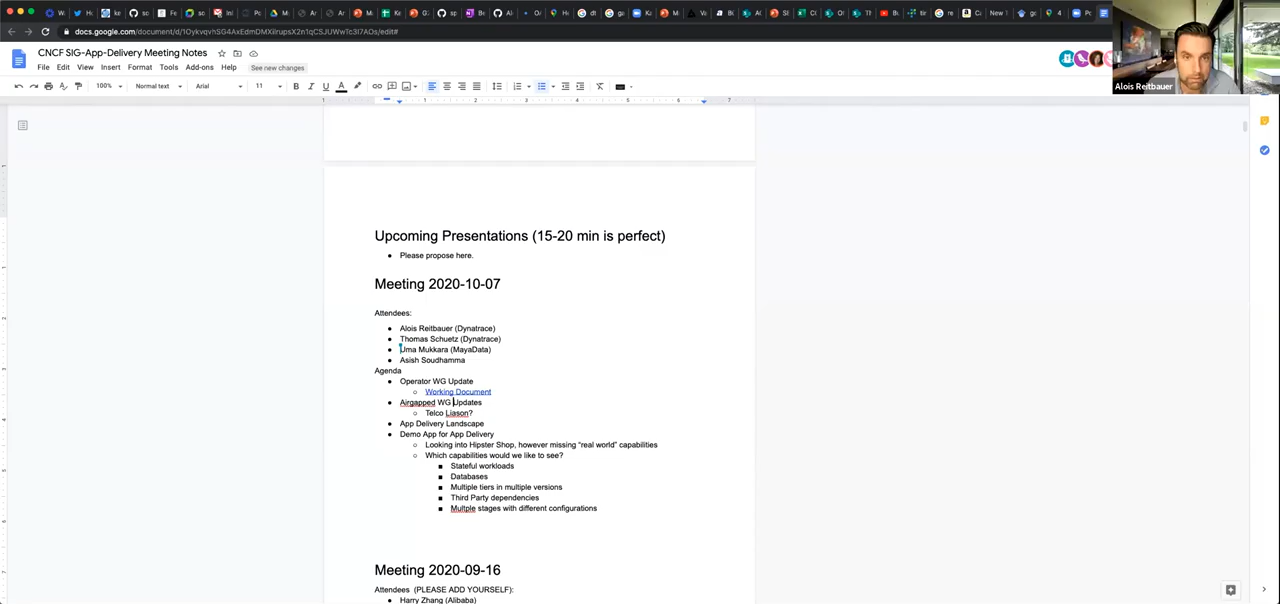 docs.google.com/document/d/1OykvqvhSG4AxEdmDMXiirupsX2n1qCSJUWwTc3I7AOs/edit#
CNCF SIG-App-Delivery Meeting Notes
File Edit View Insert Format Tools Add-ons Help See new changes
100% Normal text Arial 11
Alois Reitbauer
Upcoming Presentations (15-20 min is perfect)
Please propose here.
Meeting 2020-10-07
Attendees:
Alois Reitbauer (Dynatrace)
Thomas Schuetz (Dynatrace)
Uma Mukkara (MayaData)
Asish Soudhamma
Agenda
Operator WG Update
Working Document
Airgapped WG Updates
Telco Liason?
App Delivery Landscape
Demo App for App Delivery
Looking into Hipster Shop, however missing “real world” capabilities
Which capabilities would we like to see?
Stateful workloads
Databases
Multiple tiers in multiple versions
Third Party dependencies
Multple stages with different configurations
Meeting 2020-09-16
Attendees (PLEASE ADD YOURSELF):
Harry Zhang (Alibaba)